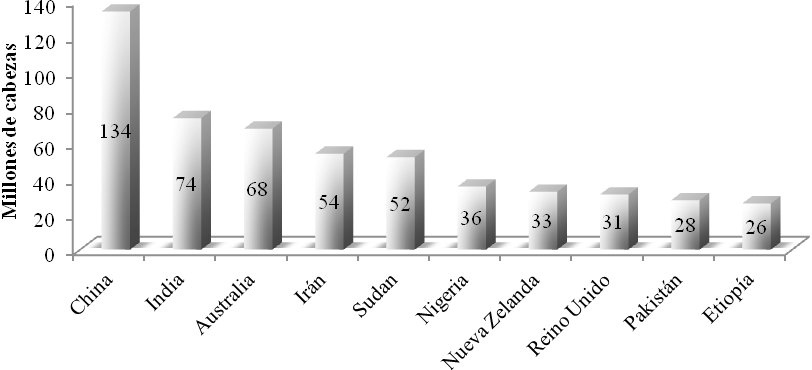 Millones de cabezas
140
120
100
80
60
40
20
0
134
74
68
54
52
36
33
31
28
26
China
India
Australia
Irán
Sudan
Nigeria
Nueva Zelanda
Reino Unido
Pakistán
Etiopía